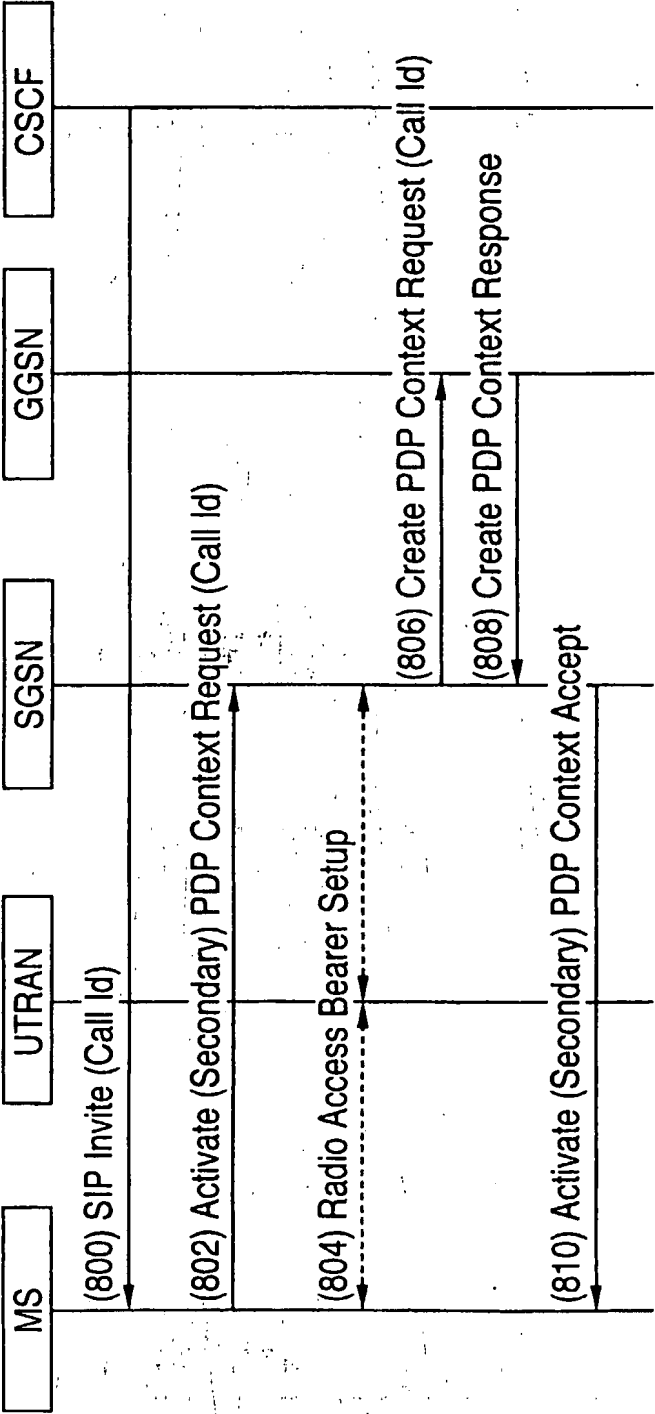 MS
UTRAN
SGSN
GGSN
CSCF
(800) SIP Invite (Call Id)
(802) Activate (Secondary) PDP Context Request (Call Id)
(804) Radio Access Bearer Setup
(806) Create PDP Context Request (Call Id)
(808) Create PDP Context Response
(810) Activate (Secondary) PDP Context Accept